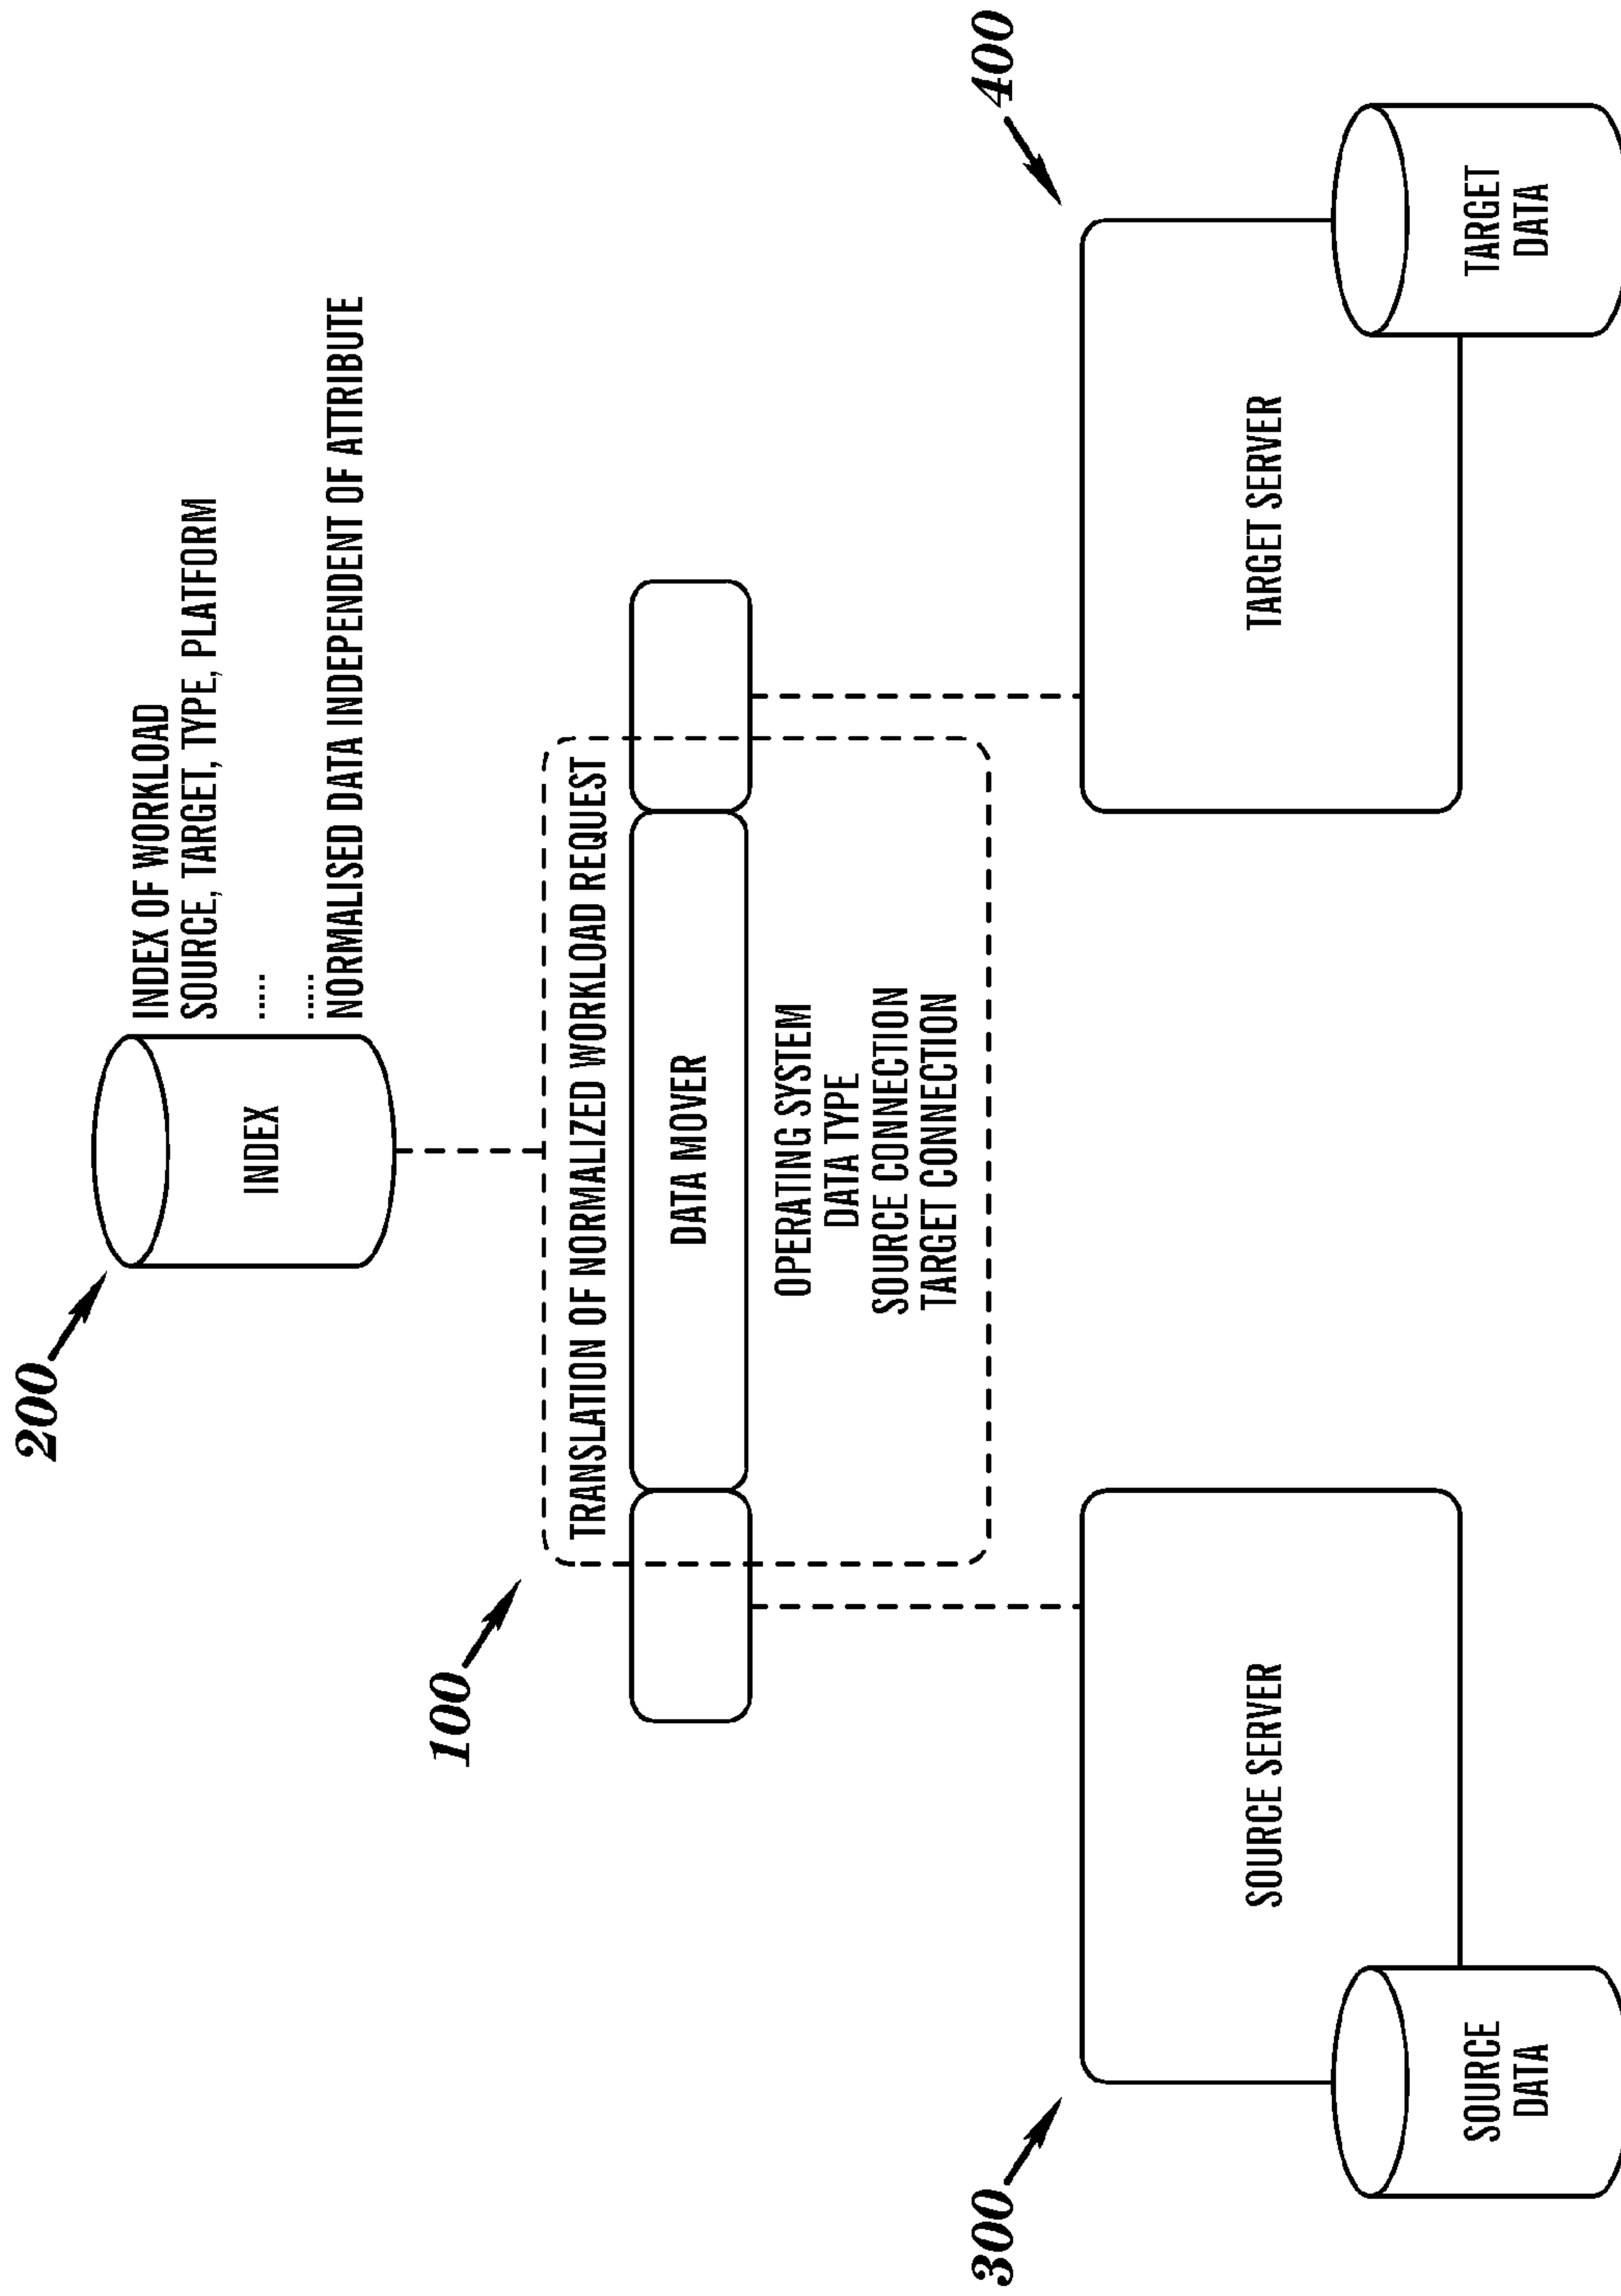 200
INDEX
INDEX OF WORKLOAD
SOURCE, TARGET, TYPE, PLATFORM
.....
.....
NORMALISED DATA INDEPENDENT OF ATTRIBUTE
100
TRANSLATION OF NORMALIZED WORKLOAD REQUEST
DATA MOVER
OPERATING SYSTEM
DATA TYPE
SOURCE CONNECTION
TARGET CONNECTION
300
SOURCE SERVER
SOURCE
DATA
400
TARGET SERVER
TARGET
DATA